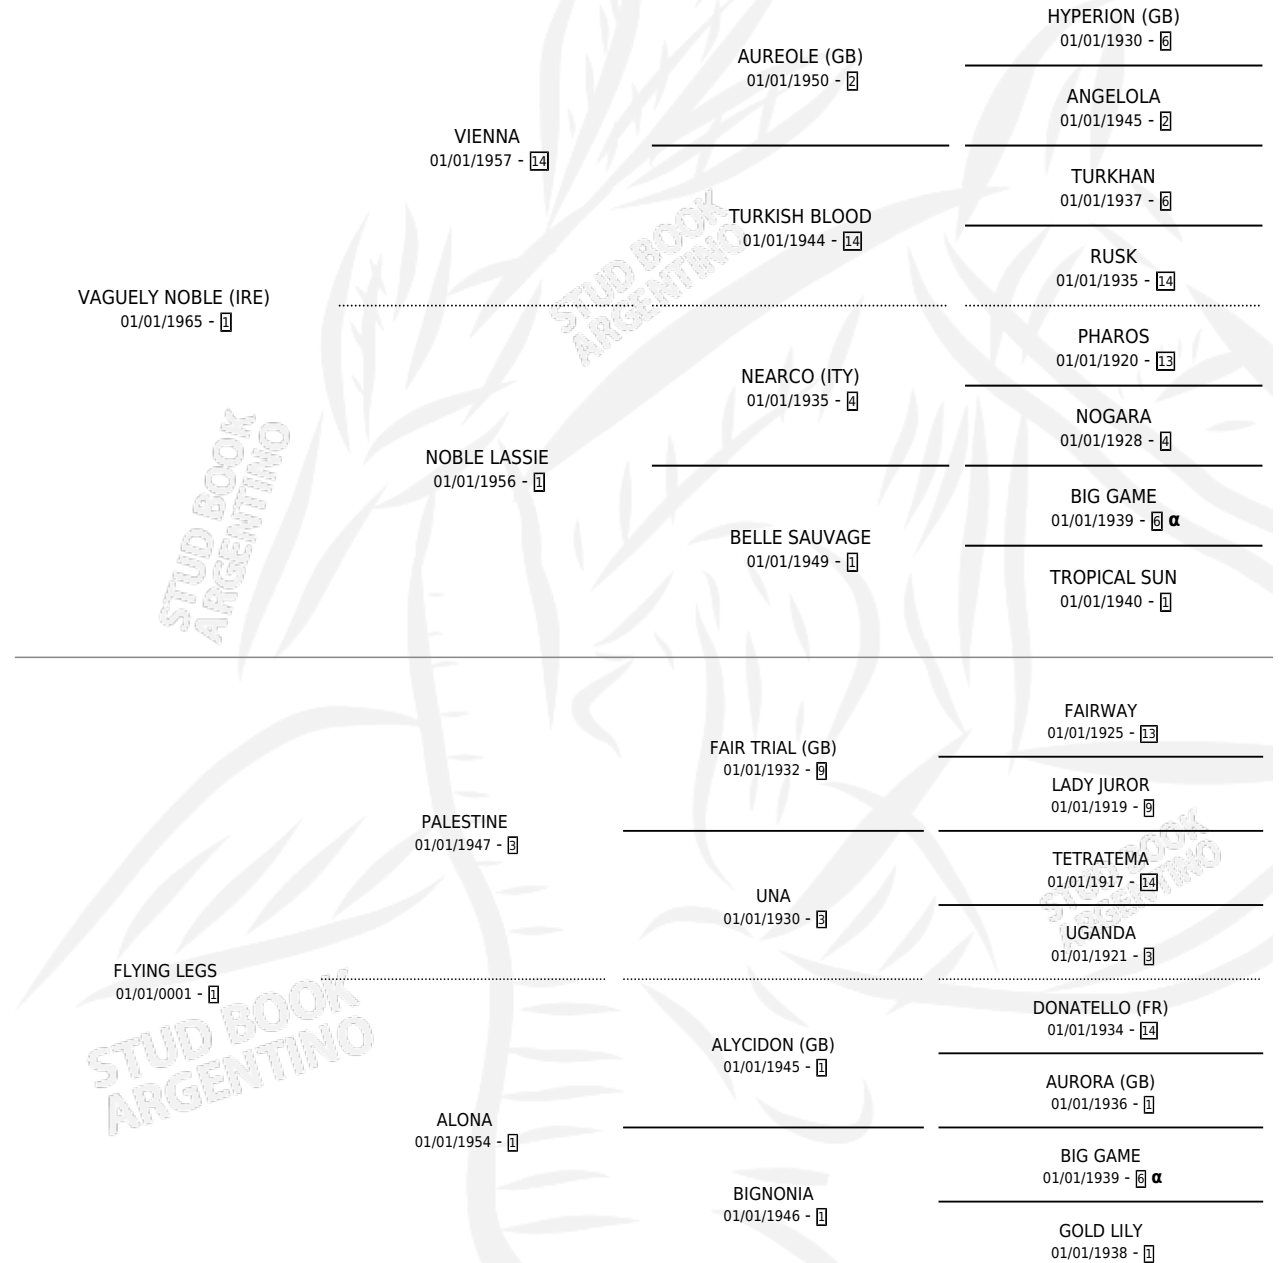 HYPERION (GB)
01/01/1930 - 6
AUREOLE (GB)
01/01/1950 - 2
ANGELOLA
01/01/1945 - 2
VIENNA
01/01/1957 - 14
TURKHAN
01/01/1937 - 6
TURKISH BLOOD
01/01/1944 - 14
RUSK
01/01/1935 - 14
VAGUELY NOBLE (IRE)
01/01/1965 - 1
PHAROS
01/01/1920 - 13
NEARCO (ITY)
01/01/1935 - 4
NOGARA
01/01/1928 - 4
NOBLE LASSIE
01/01/1956 - 1
BIG GAME
01/01/1939 - 6 α
BELLE SAUVAGE
01/01/1949 - 1
TROPICAL SUN
01/01/1940 - 1
STUD BOOK
ARGENTINO
STUD BOOK
ARGENTINO
FAIRWAY
01/01/1925 - 13
FAIR TRIAL (GB)
01/01/1932 - 9
LADY JUROR
01/01/1919 - 9
PALESTINE
01/01/1947 - 3
TETRATEMA
01/01/1917 - 14
UNA
01/01/1930 - 3
UGANDA
01/01/1921 - 3
FLYING LEGS
01/01/0001 - 1
DONATELLO (FR)
01/01/1934 - 14
ALYCIDON (GB)
01/01/1945 - 1
AURORA (GB)
01/01/1936 - 1
ALONA
01/01/1954 - 1
BIG GAME
01/01/1939 - 6 α
BIGNONIA
01/01/1946 - 1
GOLD LILY
01/01/1938 - 1
STUD BOOK
ARGENTINO
STUD BOOK
ARGENTINO